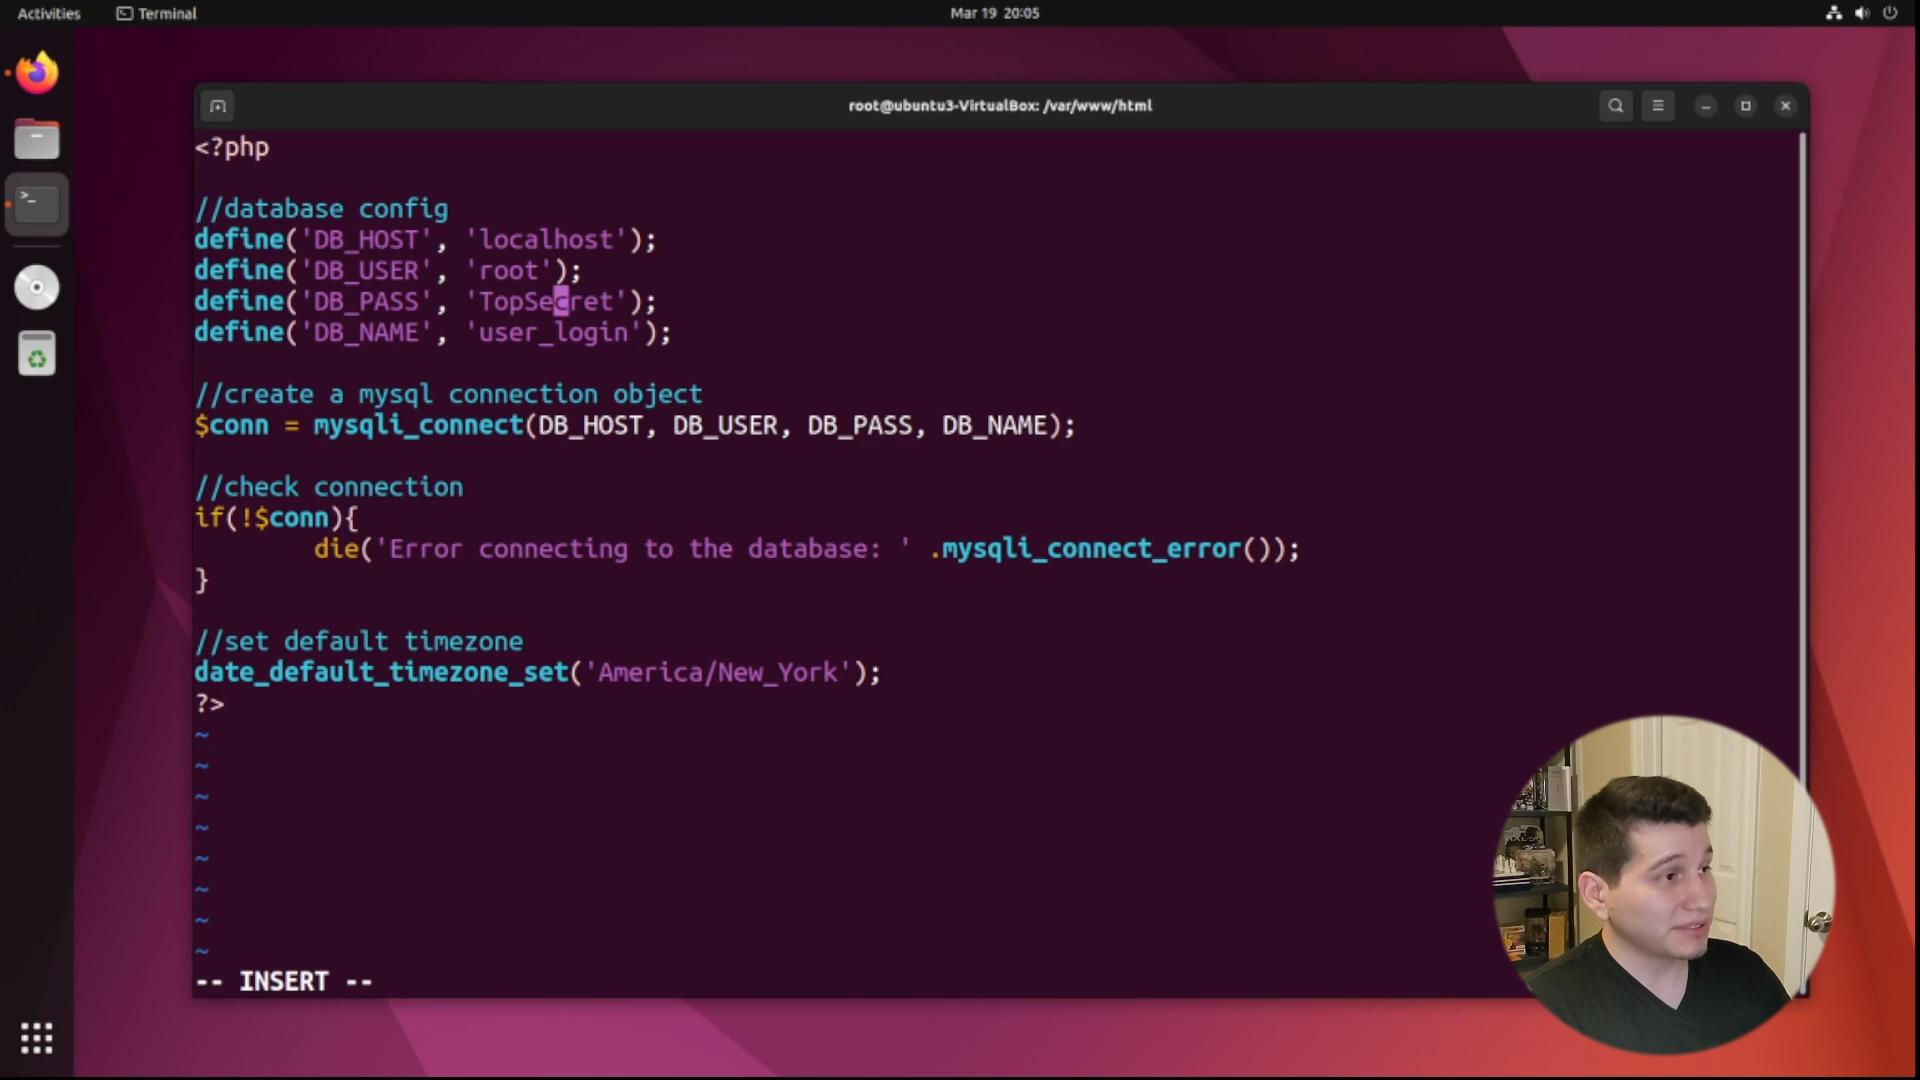 Activities
Terminal
Mar 19 20:05
root@ubuntu3-VirtualBox: /var/www/html
<?php
//database config
define('DB_HOST', 'localhost');
define('DB_USER', 'root');
define('DB_PASS', 'TopSecret');
define('DB_NAME', 'user_login');
//create a mysql connection object
$conn = mysqli_connect(DB_HOST, DB_USER, DB_PASS, DB_NAME);
//check connection
if(!$conn){
        die('Error connecting to the database: ' .mysqli_connect_error());
}
//set default timezone
date_default_timezone_set('America/New_York');
?>
~
~
~
~
~
~
~
~
-- INSERT --